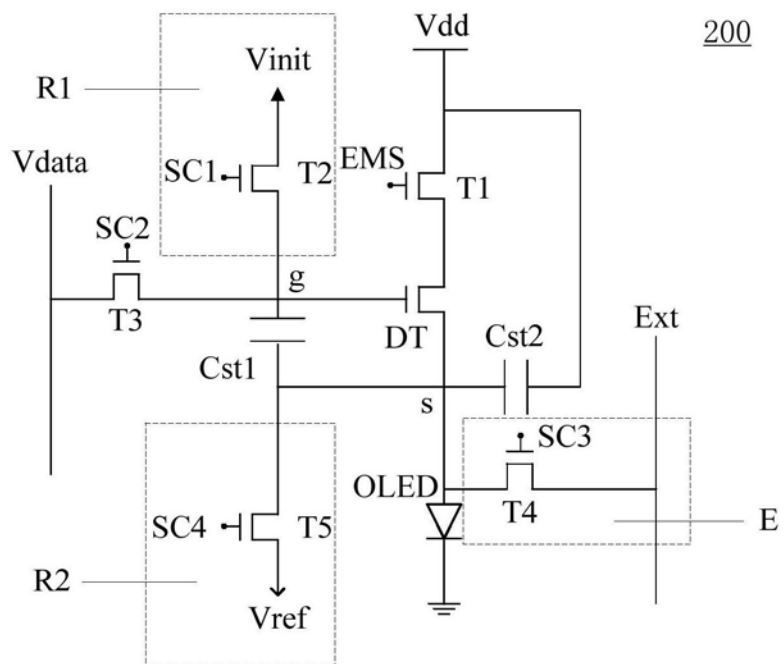 Vdd
200
Vinit
R1
Vdata
SC1
T2
EMS
T1
SC2
g
T3
DT
Ext
Cst1
Cst2
s
SC3
OLED
SC4
T5
T4
E
R2
Vref